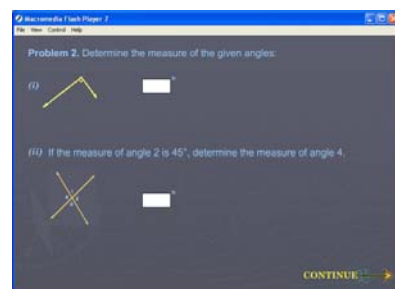 Macromedia Flash Player 7
File View Control Help
Problem 2. Determine the measure of the given angles:
(i)
°
(ii) If the measure of angle 2 is 45°, determine the measure of angle 4.
°
CONTINUE